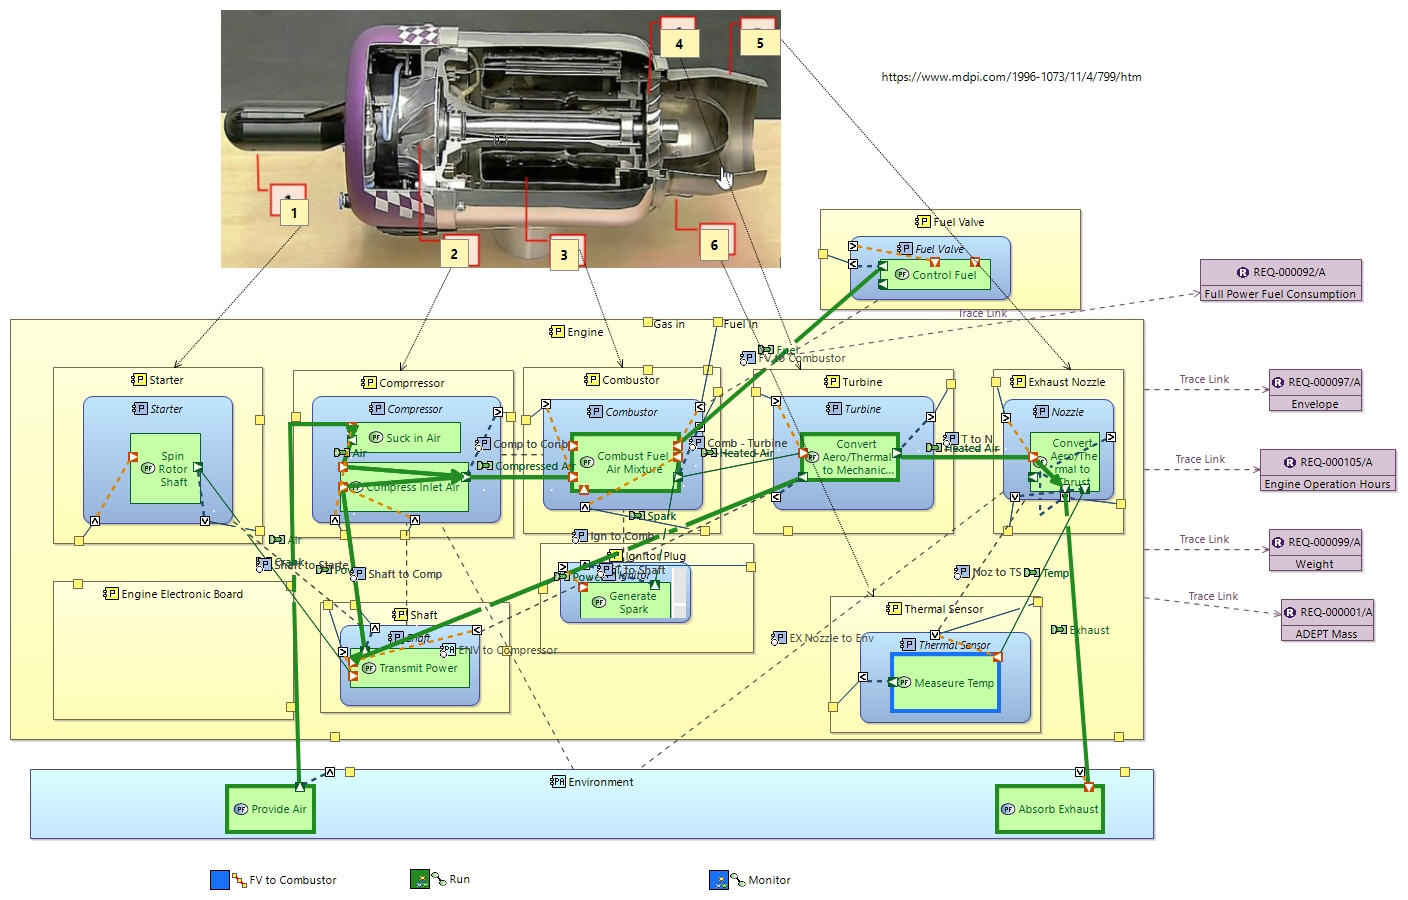 4
5
1
2
3
6
https://www.mdpi.com/1996-1073/11/4/799/htm
Fuel Valve
Fuel Valve
Control Fuel
REQ-000092/A
Full Power Fuel Consumption
Trace Link
Engine
Gas in
Fuel In
Fuel
FV to Combustor
Starter
Starter
Spin
Rotor
Shaft
Comprressor
Compressor
Suck in Air
Air
Compress Inlet Air
Comp to Comb
Compressed Air
Combustor
Combustor
Combust Fuel
Air Mixture
Comb - Turbine
Heated Air
Turbine
Turbine
Convert
Aero/Thermal
to Mechanic...
T to N
Heated Air
Exhaust Nozzle
Nozzle
Convert
Aero/The
rmal to
Thrust
Trace Link
REQ-000097/A
Envelope
Trace Link
REQ-000105/A
Engine Operation Hours
Trace Link
REQ-000099/A
Weight
Trace Link
REQ-000001/A
ADEPT Mass
Spark
Ign to Comb
Air
Shaft to Starte
Shaft to Comp
Ignitor Plug
T to Shaft
Ignitor
Generate
Spark
Noz to TS
Temp
Engine Electronic Board
Shaft
Shaft
Transmit Power
ENV to Compressor
EX Nozzle to Env
Thermal Sensor
Thermal Sensor
Measeure Temp
Exhaust
Environment
Provide Air
Absorb Exhaust
FV to Combustor
Run
Monitor